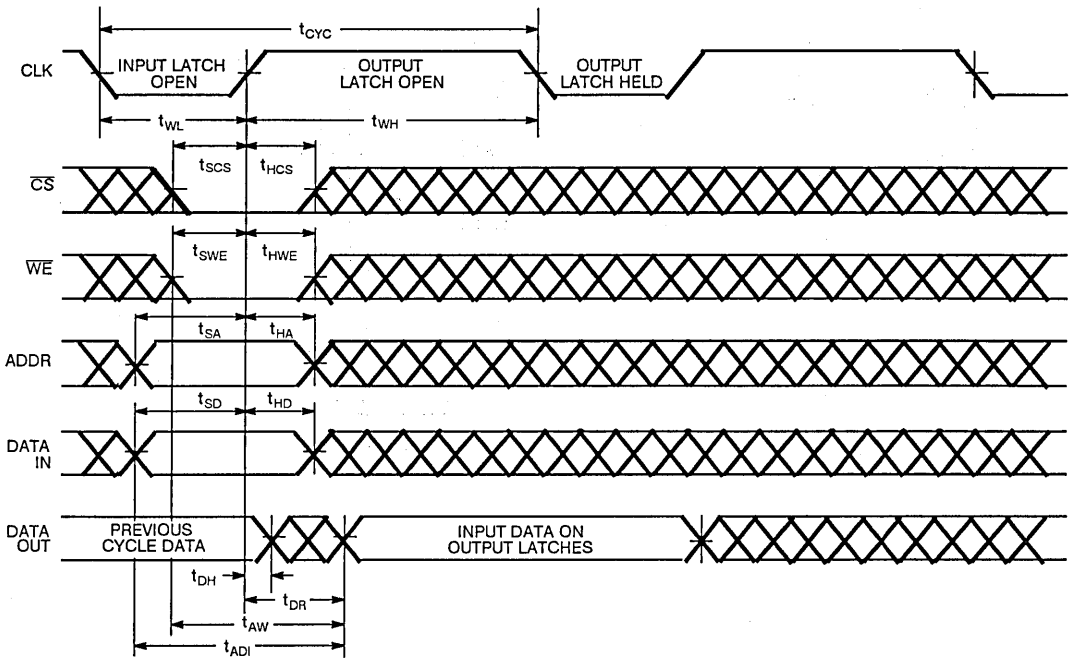 tCYC
CLK
INPUT LATCH
OPEN
OUTPUT
LATCH OPEN
OUTPUT
LATCH HELD
tWL
tWH
tSCS
tHCS
CS
tSWE
tHWE
WE
tSA
tHA
ADDR
tSD
tHD
DATA
IN
DATA
OUT
PREVIOUS
CYCLE DATA
INPUT DATA ON
OUTPUT LATCHES
tDH
tDR
tAW
tADI